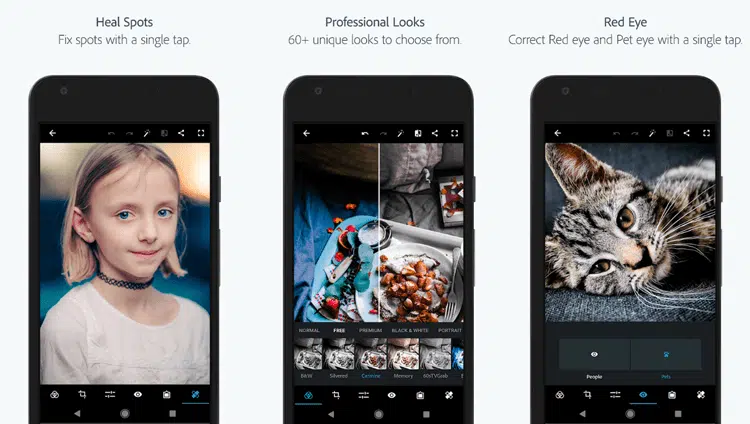 Heal Spots
Fix spots with a single tap.
Professional Looks
60+ unique looks to choose from.
Red Eye
Correct Red eye and Pet eye with a single tap.
NORMAL FREE PREMIUM BLACK & WHITE PORTRAIT
B&W Silvered Carmine Memory 60sTVGrab
People Pets